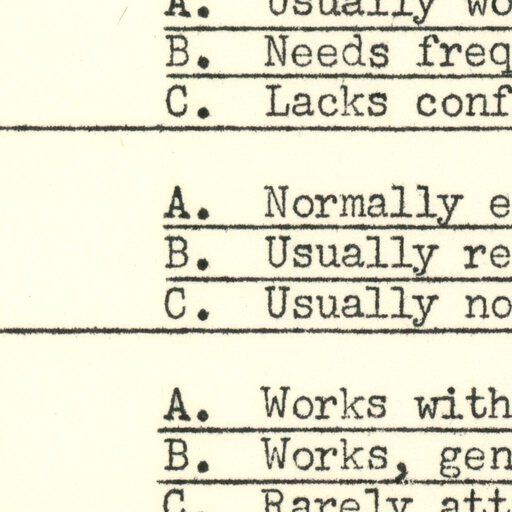 A. Usually wo
B. Needs freq
C. Lacks conf
A. Normally e
B. Usually re
C. Usually no
A. Works with
B. Works, gen
C. Rarely att